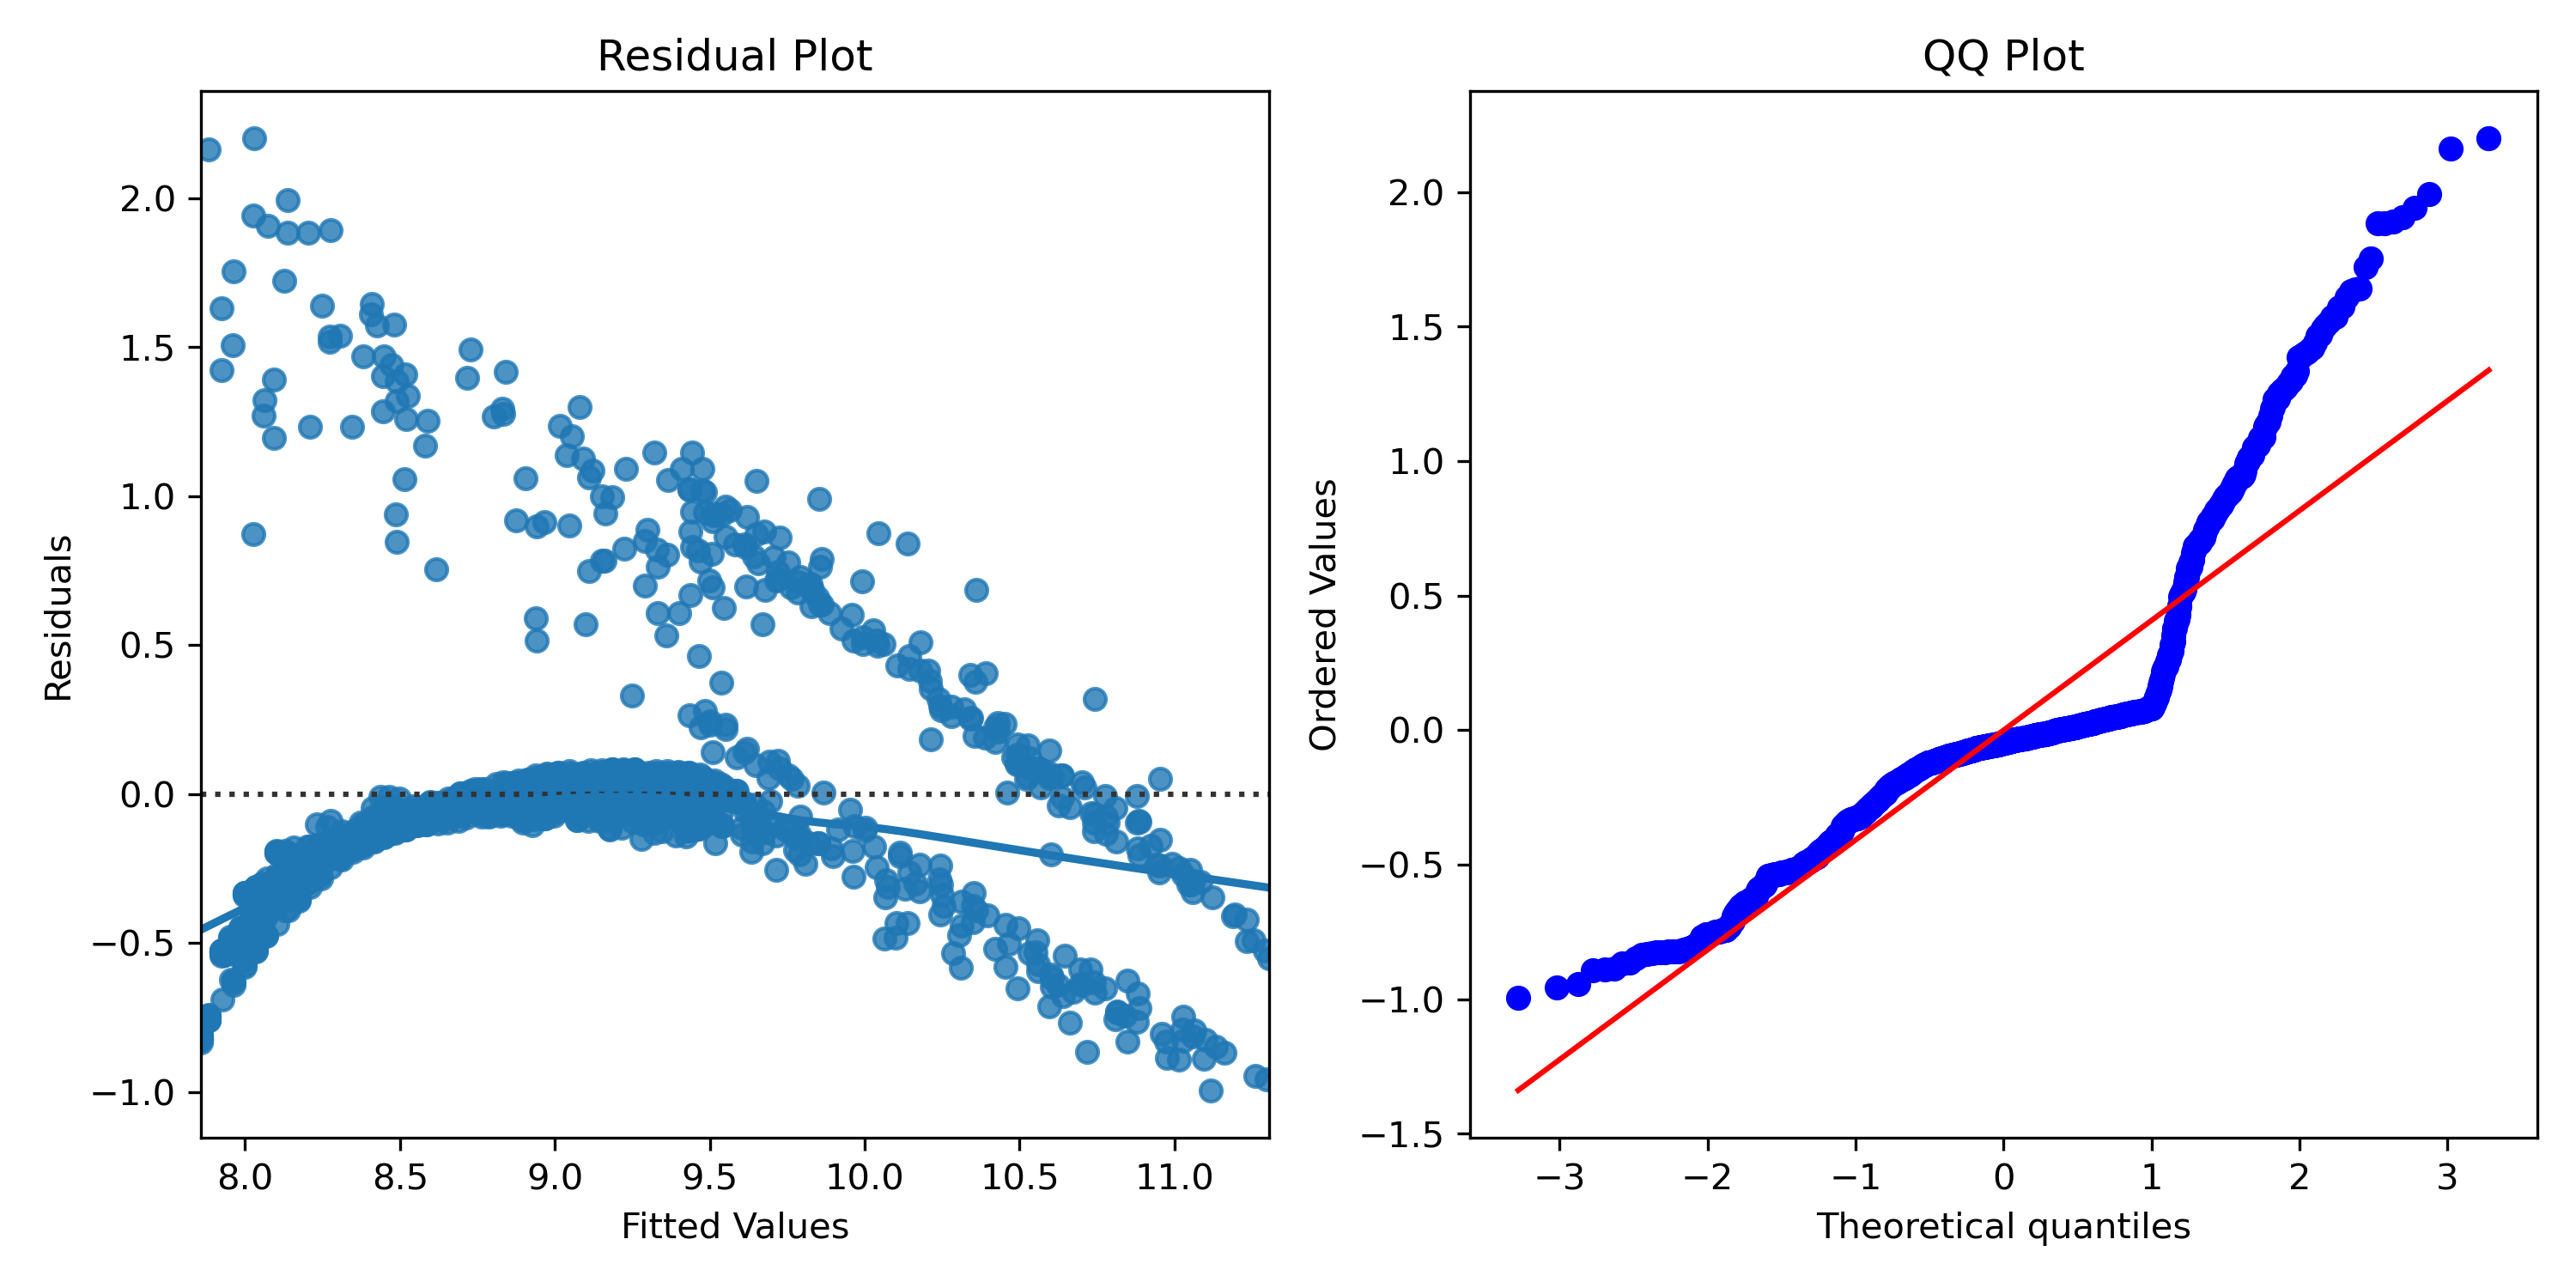 Residual Plot
Residuals
2.0
1.5
1.0
0.5
0.0
−0.5
−1.0
8.0 8.5 9.0 9.5 10.0 10.5 11.0
Fitted Values
QQ Plot
Ordered Values
2.0
1.5
1.0
0.5
0.0
−0.5
−1.0
−1.5
−3 −2 −1 0 1 2 3
Theoretical quantiles